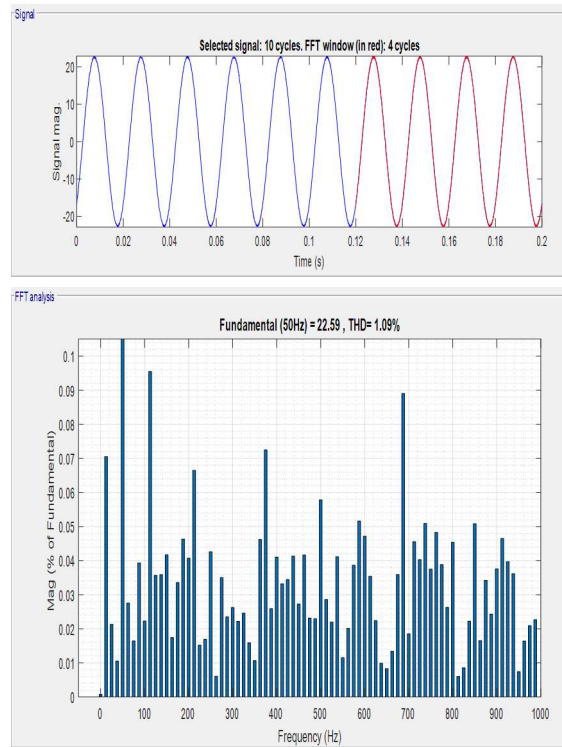 Signal
Selected signal: 10 cycles. FFT window (in red): 4 cycles
Signal mag.
20
10
0
-10
-20
0 0.02 0.04 0.06 0.08 0.1 0.12 0.14 0.16 0.18 0.2
Time (s)
FFT analysis
Fundamental (50Hz) = 22.59 , THD= 1.09%
Mag (% of Fundamental)
0.1
0.09
0.08
0.07
0.06
0.05
0.04
0.03
0.02
0.01
0
0 100 200 300 400 500 600 700 800 900 1000
Frequency (Hz)